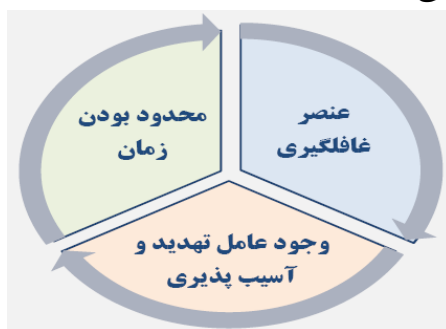 عنصر
غافلگیری
محدود بودن
زمان
وجود عامل تهدید و
آسیب پذیری